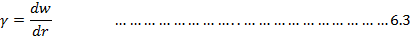 γ = dw/dr … … … … … … … … .. … … … … … … … … … … … … 6.3